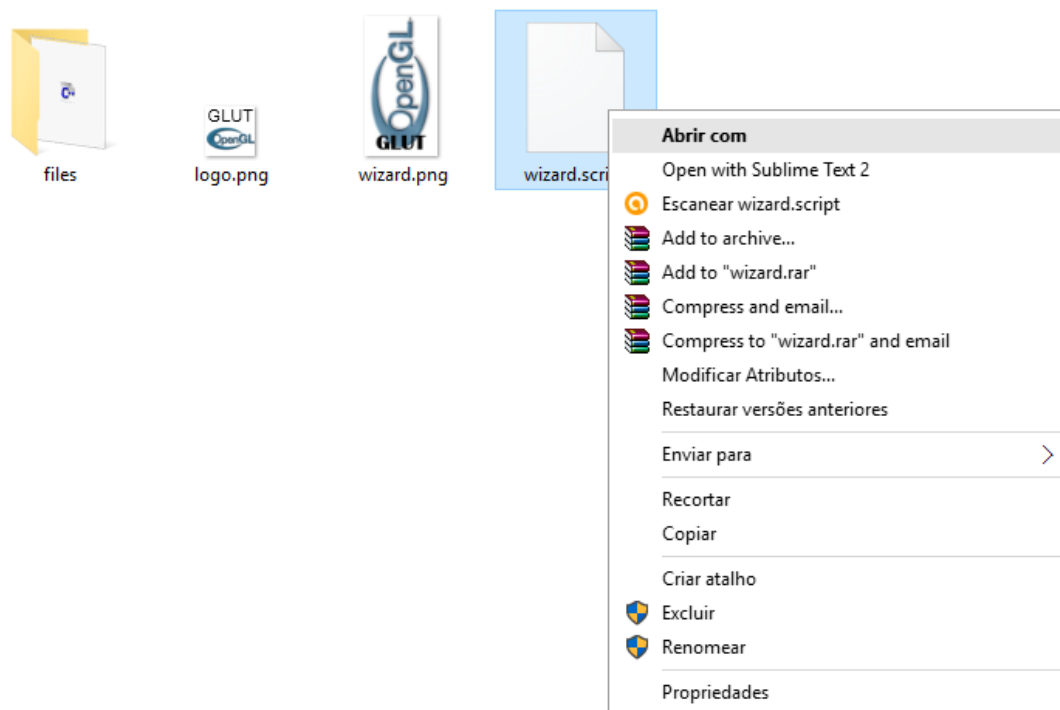 GLUT
OpenGL
OpenGL
GLUT
C++
files
logo.png
wizard.png
wizard.scri
Abrir com
Open with Sublime Text 2
Escanear wizard.script
Add to archive...
Add to "wizard.rar"
Compress and email...
Compress to "wizard.rar" and email
Modificar Atributos...
Restaurar versões anteriores
Enviar para
Recortar
Copiar
Criar atalho
Excluir
Renomear
Propriedades